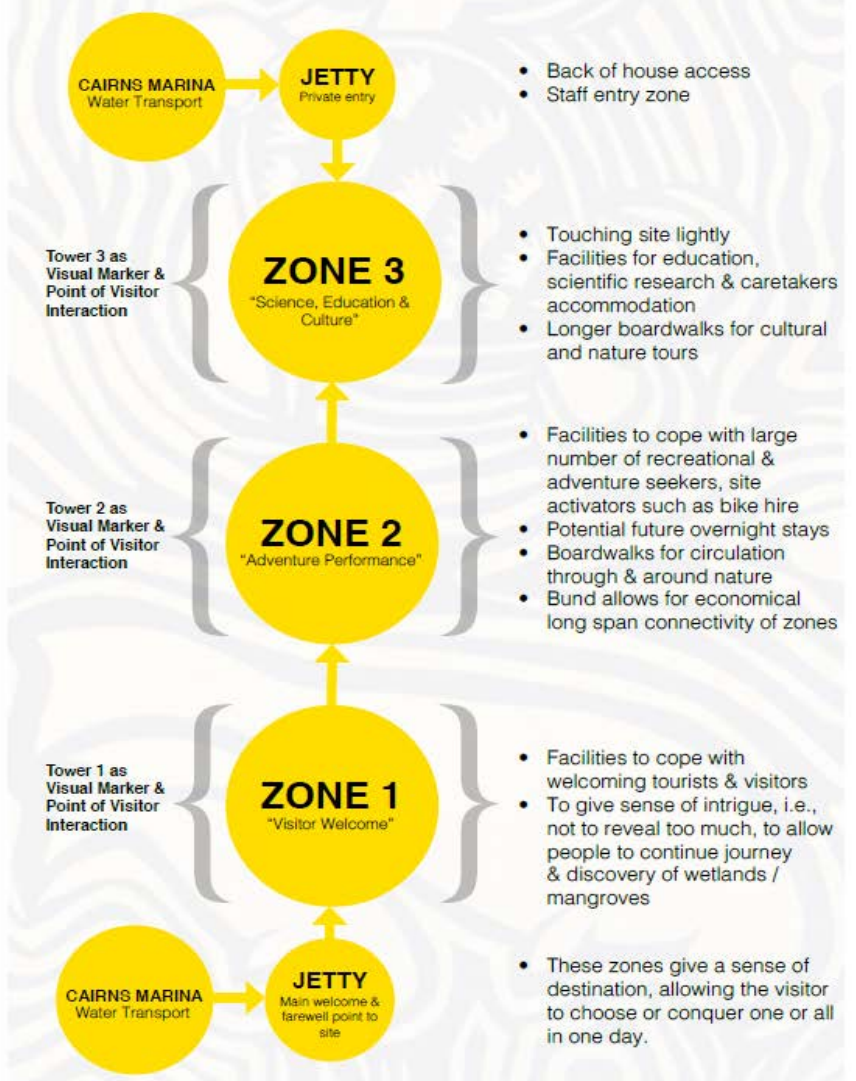 CAIRNS MARINA
Water Transport
JETTY
Private entry
• Back of house access
• Staff entry zone
Tower 3 as
Visual Marker &
Point of Visitor
Interaction
ZONE 3
“Science, Education &
Culture”
• Touching site lightly
• Facilities for education,
scientific research & caretakers
accommodation
• Longer boardwalks for cultural
and nature tours
Tower 2 as
Visual Marker &
Point of Visitor
Interaction
ZONE 2
“Adventure Performance”
• Facilities to cope with large
number of recreational &
adventure seekers, site
activators such as bike hire
• Potential future overnight stays
• Boardwalks for circulation
through & around nature
• Bund allows for economical
long span connectivity of zones
Tower 1 as
Visual Marker &
Point of Visitor
Interaction
ZONE 1
“Visitor Welcome”
• Facilities to cope with
welcoming tourists & visitors
• To give sense of intrigue, i.e.,
not to reveal too much, to allow
people to continue journey
& discovery of wetlands /
mangroves
CAIRNS MARINA
Water Transport
JETTY
Main welcome &
farewell point to
site
• These zones give a sense of
destination, allowing the visitor
to choose or conquer one or all
in one day.